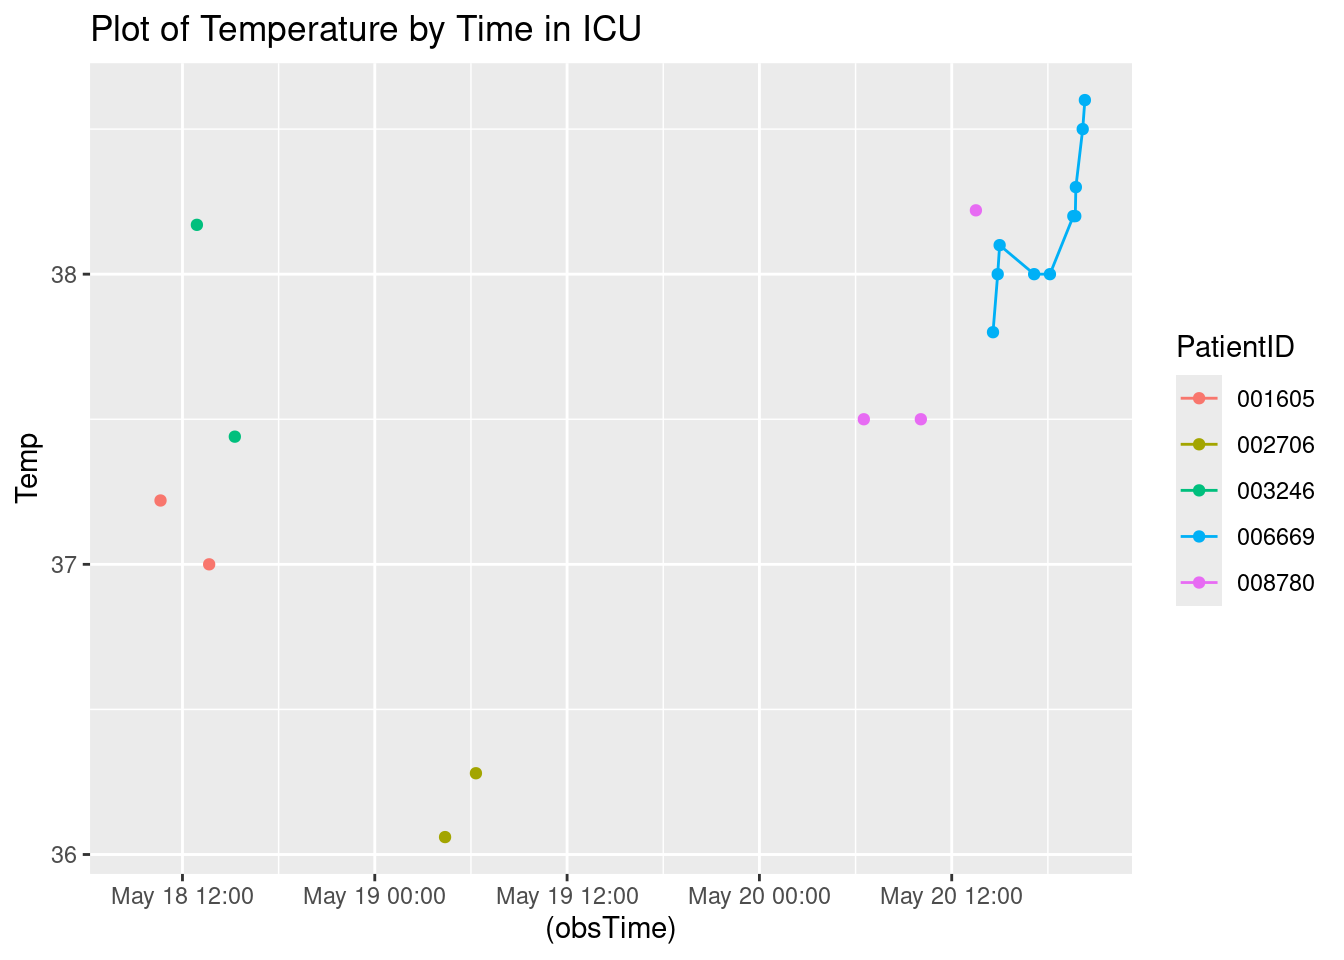 Plot of Temperature by Time in ICU
38
37
36
Temp
May 18 12:00
May 19 00:00
May 19 12:00
May 20 00:00
May 20 12:00
(obsTime)
PatientID
001605
002706
003246
006669
008780